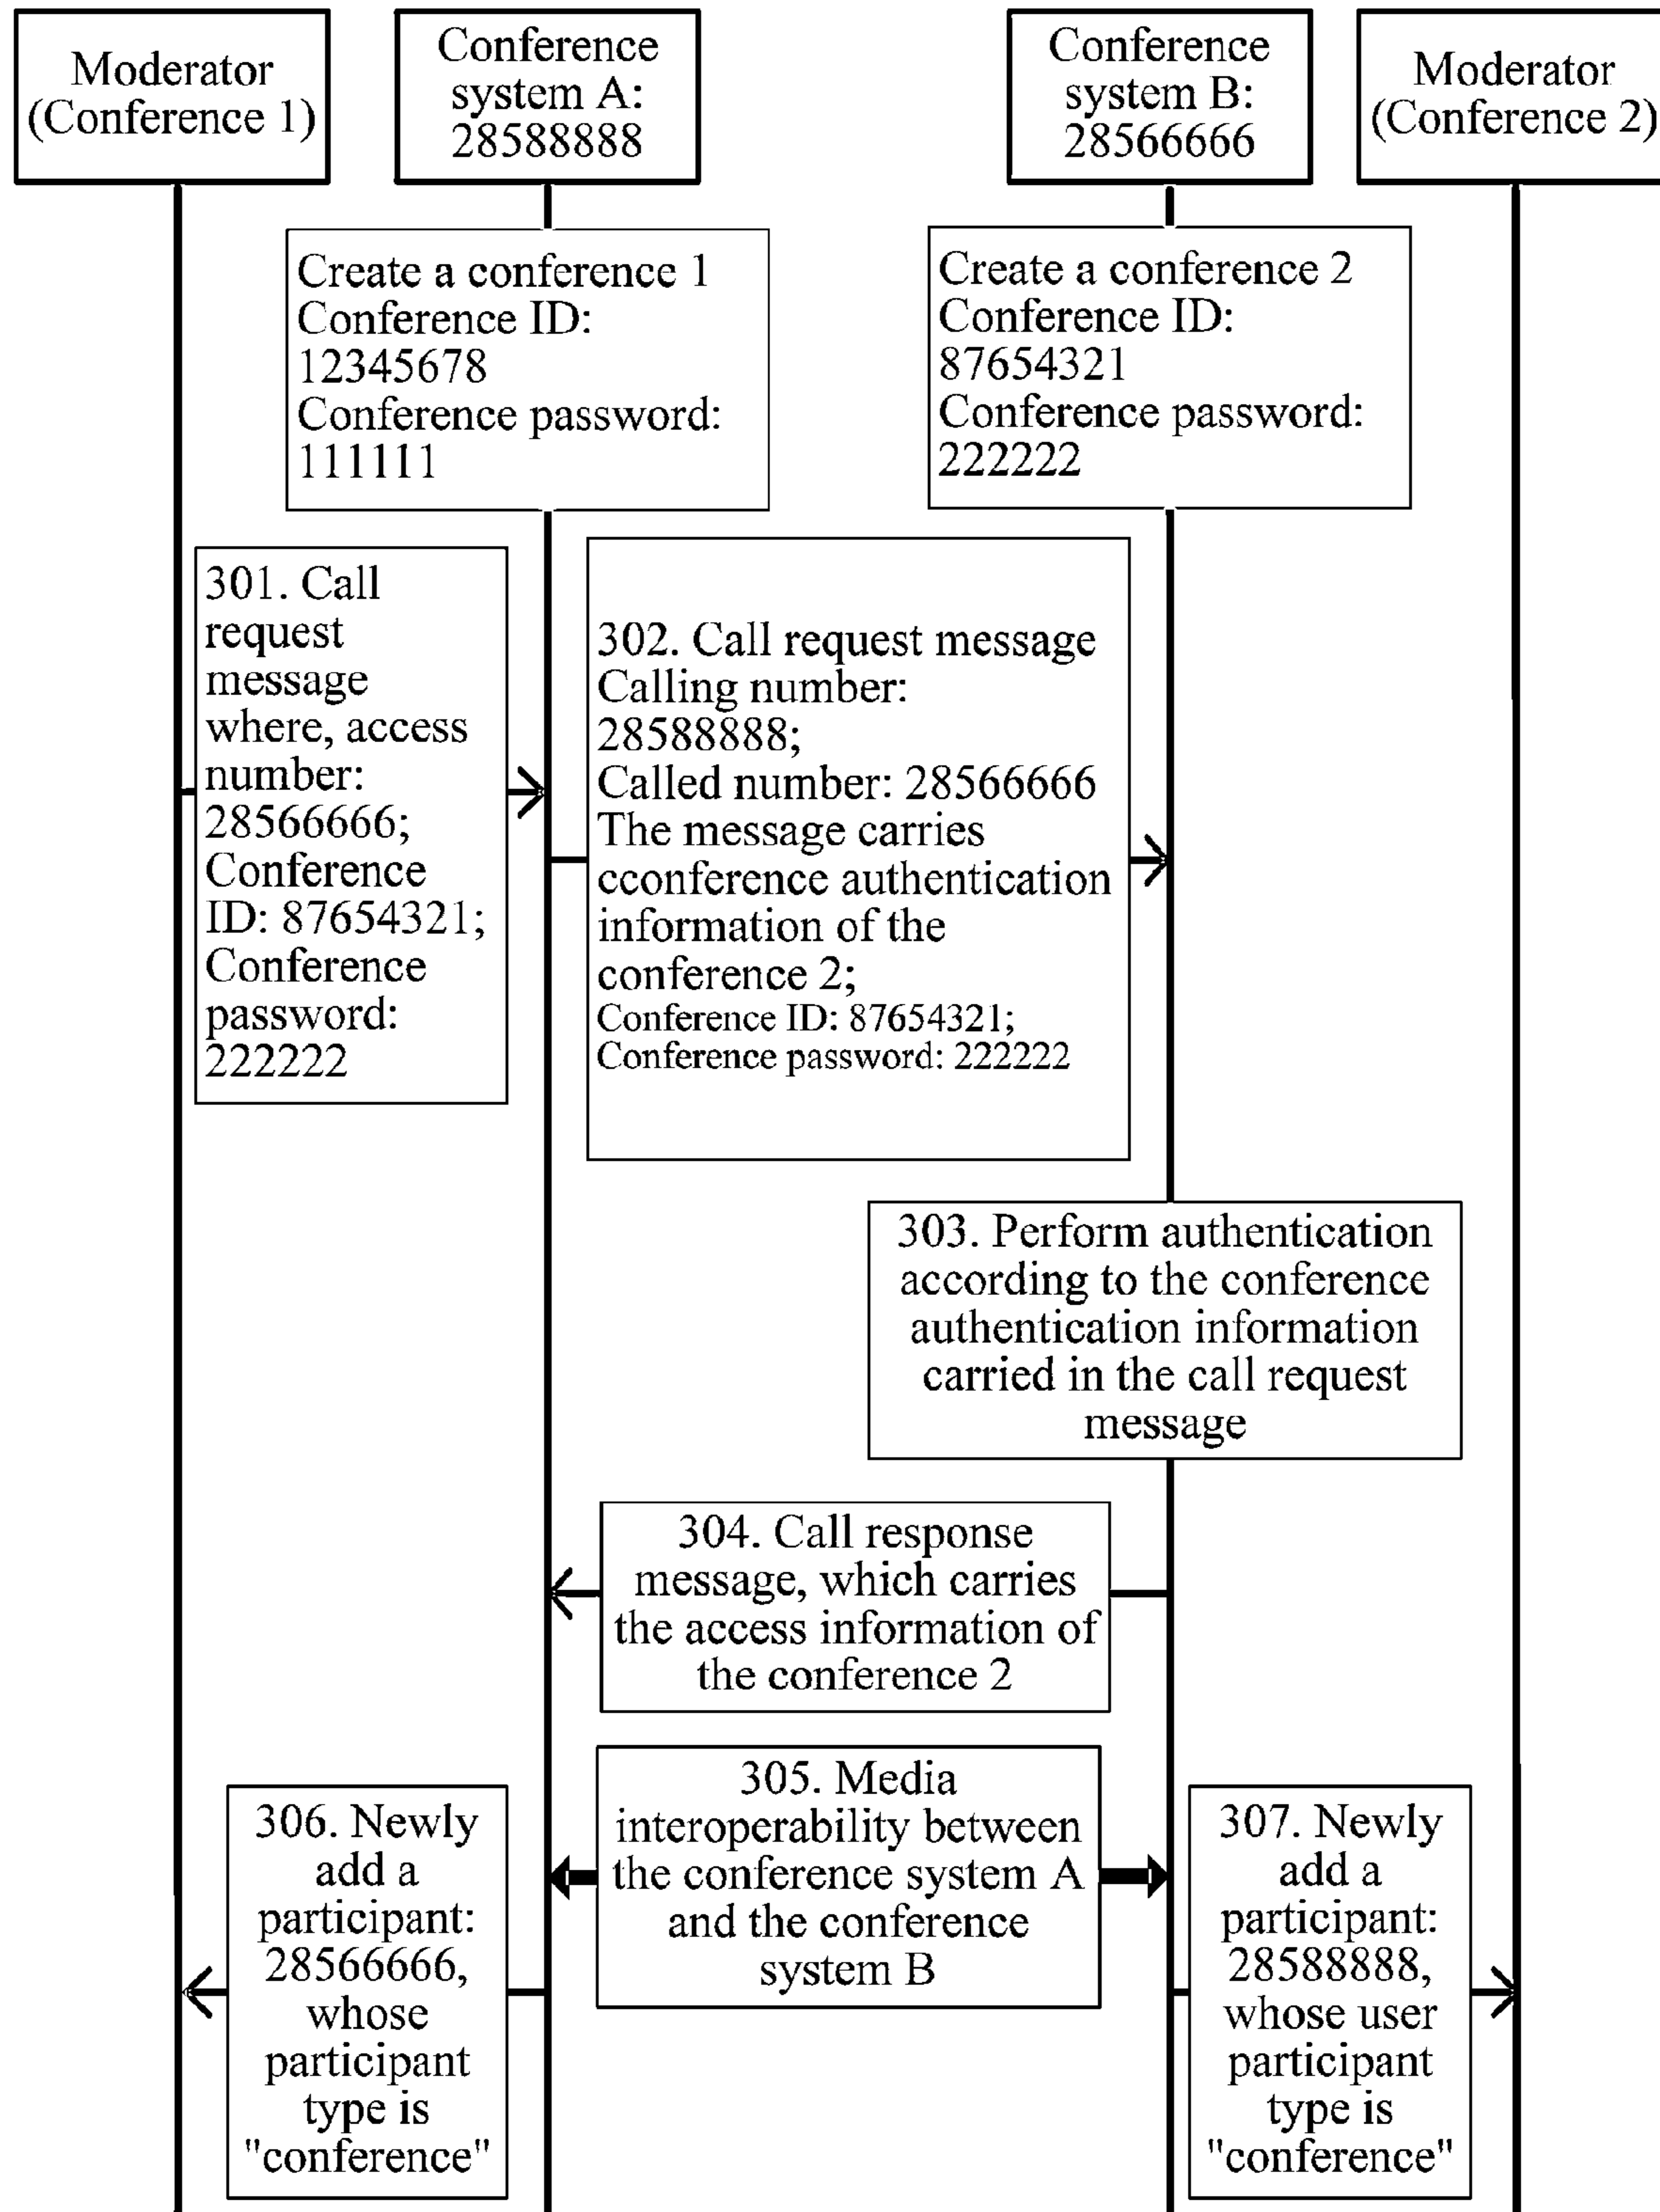 Moderator
(Conference 1)
Conference
system A:
28588888
Conference
system B:
28566666
Moderator
(Conference 2)
Create a conference 1
Conference ID:
12345678
Conference password:
111111
Create a conference 2
Conference ID:
87654321
Conference password:
222222
301. Call
request
message
where, access
number:
28566666;
Conference
ID: 87654321;
Conference
password:
222222
302. Call request message
Calling number:
28588888;
Called number: 28566666
The message carries
cconference authentication
information of the
conference 2;
Conference ID: 87654321;
Conference password: 222222
303. Perform authentication
according to the conference
authentication information
carried in the call request
message
304. Call response
message, which carries
the access information of
the conference 2
305. Media
interoperability between
the conference system A
and the conference
system B
306. Newly
add a
participant:
28566666,
whose
participant
type is
"conference"
307. Newly
add a
participant:
28588888,
whose user
participant
type is
"conference"